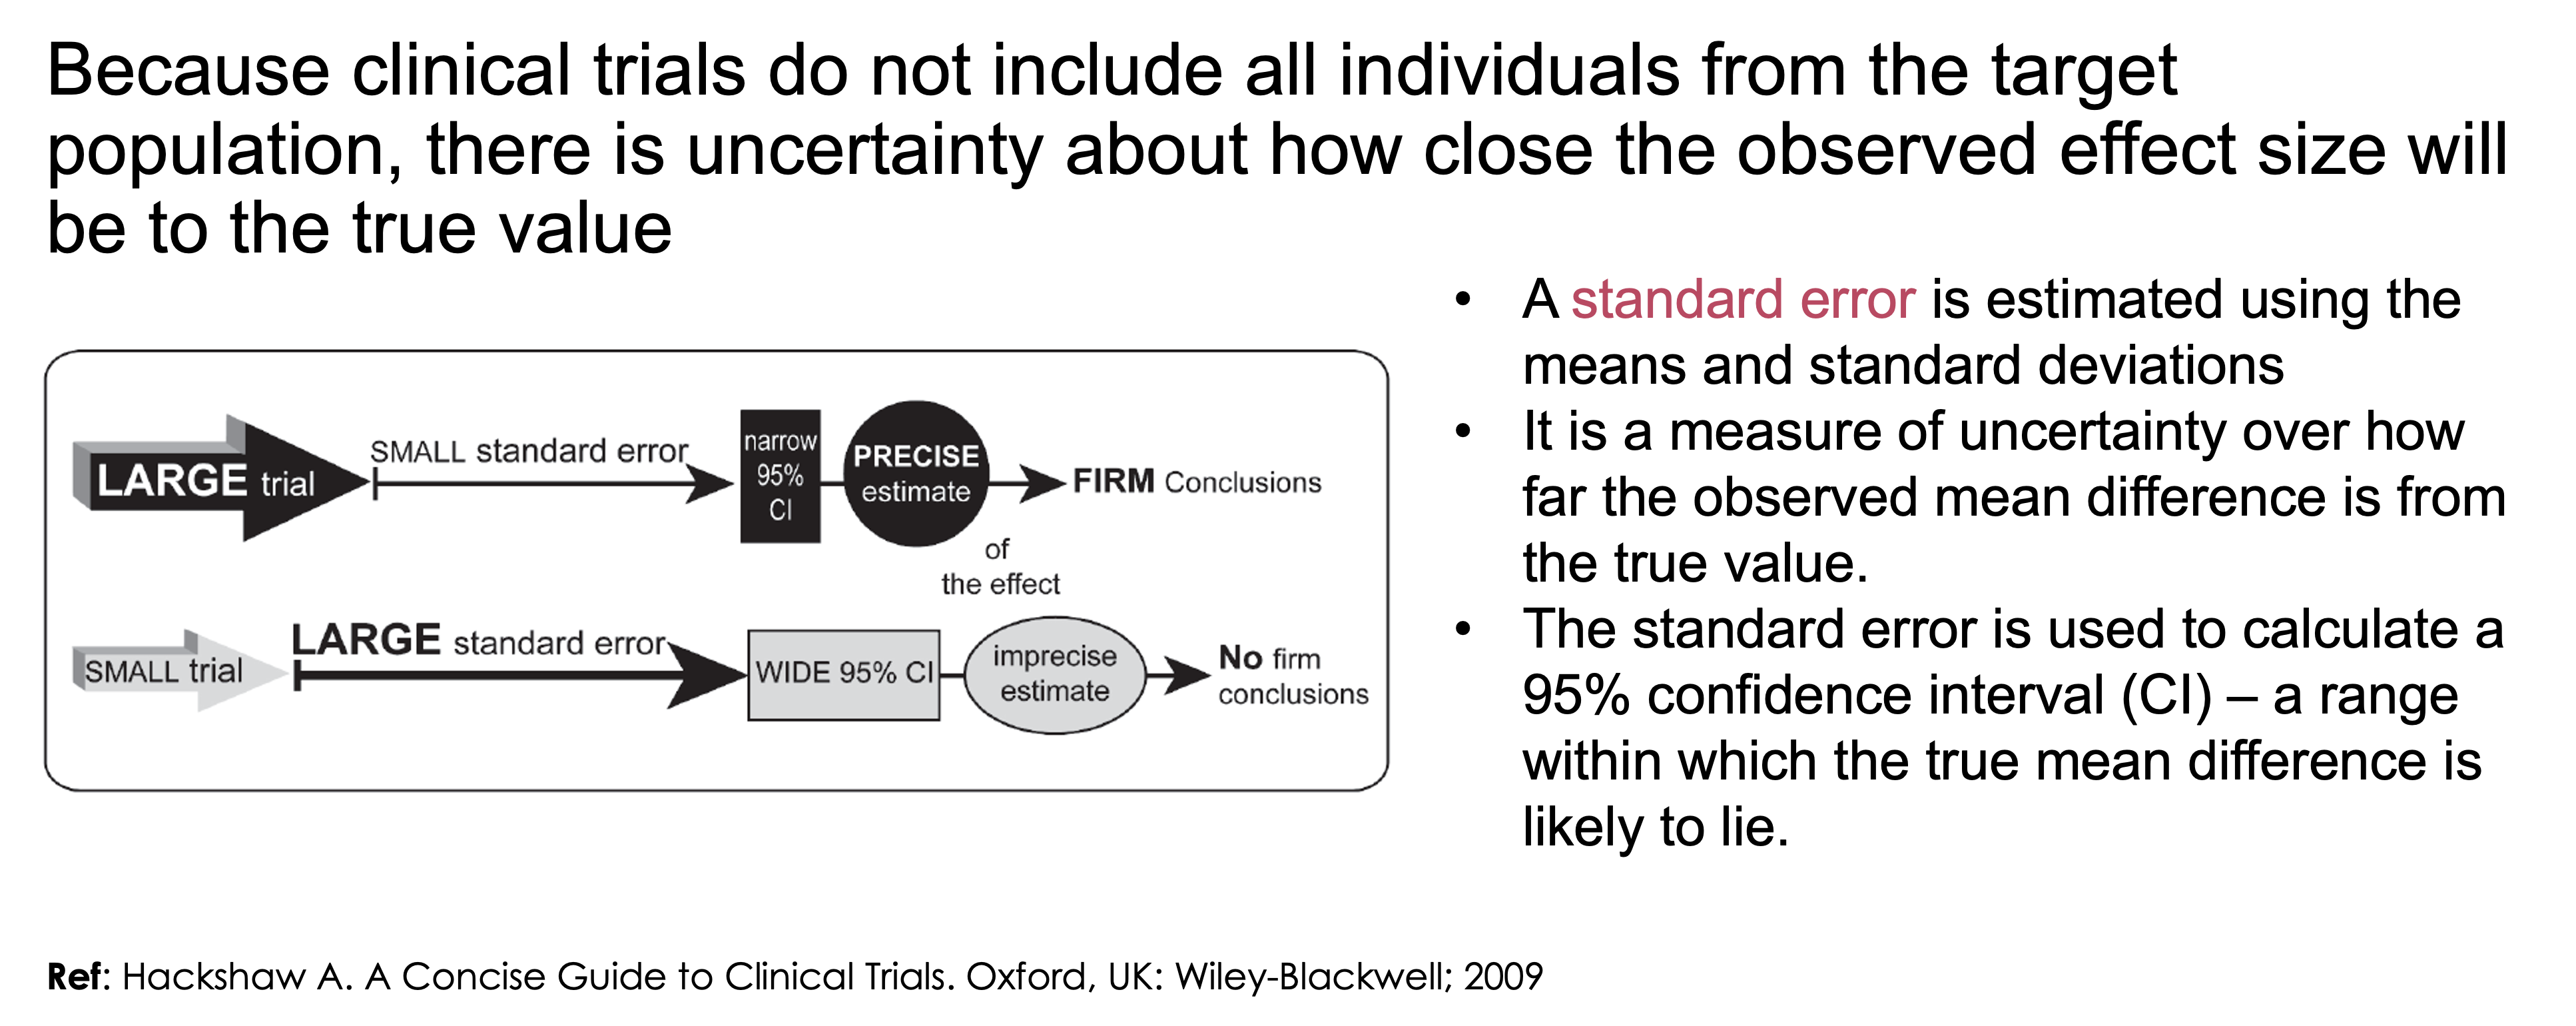 Because clinical trials do not include all individuals from the target
population, there is uncertainty about how close the observed effect size will
be to the true value
LARGE trial
SMALL standard error
narrow
95%
CI
PRECISE
estimate
of
the effect
FIRM Conclusions
SMALL trial
LARGE standard error
WIDE 95% CI
imprecise
estimate
No firm
conclusions
• A standard error is estimated using the
means and standard deviations
• It is a measure of uncertainty over how
far the observed mean difference is from
the true value.
• The standard error is used to calculate a
95% confidence interval (CI) – a range
within which the true mean difference is
likely to lie.
Ref: Hackshaw A. A Concise Guide to Clinical Trials. Oxford, UK: Wiley-Blackwell; 2009